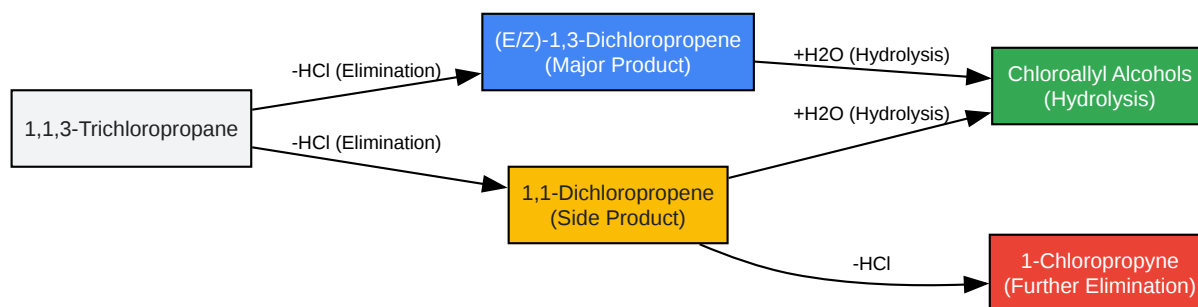 (E/Z)-1,3-Dichloropropene
(Major Product)
-HCl (Elimination)
+H2O (Hydrolysis)
Chloroallyl Alcohols
(Hydrolysis)
1,1,3-Trichloropropane
-HCl (Elimination)
+H2O (Hydrolysis)
1,1-Dichloropropene
(Side Product)
-HCl
1-Chloropropyne
(Further Elimination)